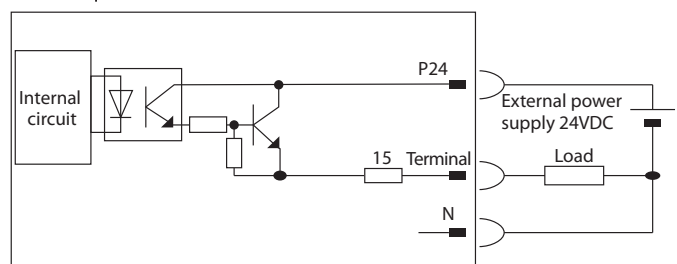 P24
Internal
circuit
External power
supply 24VDC
15
Terminal
Load
N